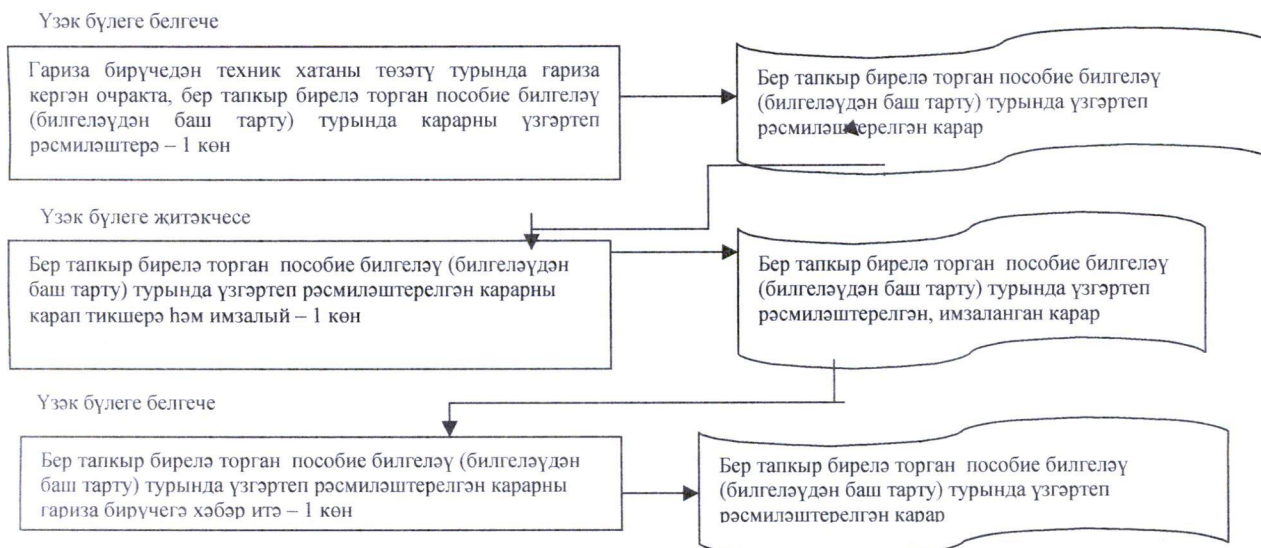 Үзәк бүлеге белгече
Гариза бирүчедән техник хатаны төзәтү турында гариза
кергән очракта, бер тапкыр бирелә торган пособие билгеләү
(билгеләүдән баш тарту) турында карарны үзгәртеп
рәсмиләштерә – 1 көн
Бер тапкыр бирелә торган пособие билгеләү
(билгеләүдән баш тарту) турында үзгәртеп
рәсмиләштерелгән карар
Үзәк бүлеге җитәкчесе
Бер тапкыр бирелә торган пособие билгеләү (билгеләүдән
баш тарту) турында үзгәртеп рәсмиләштерелгән карарны
карап тикшерә һәм имзалый – 1 көн
Бер тапкыр бирелә торган пособие билгеләү
(билгеләүдән баш тарту) турында үзгәртеп
рәсмиләштерелгән, имзаланган карар
Үзәк бүлеге белгече
Бер тапкыр бирелә торган пособие билгеләү (билгеләүдән
баш тарту) турында үзгәртеп рәсмиләштерелгән карарны
гариза бирүчегә хәбәр итә – 1 көн
Бер тапкыр бирелә торган пособие билгеләү
(билгеләүдән баш тарту) турында үзгәртеп
рәсмиләштерелгән карар